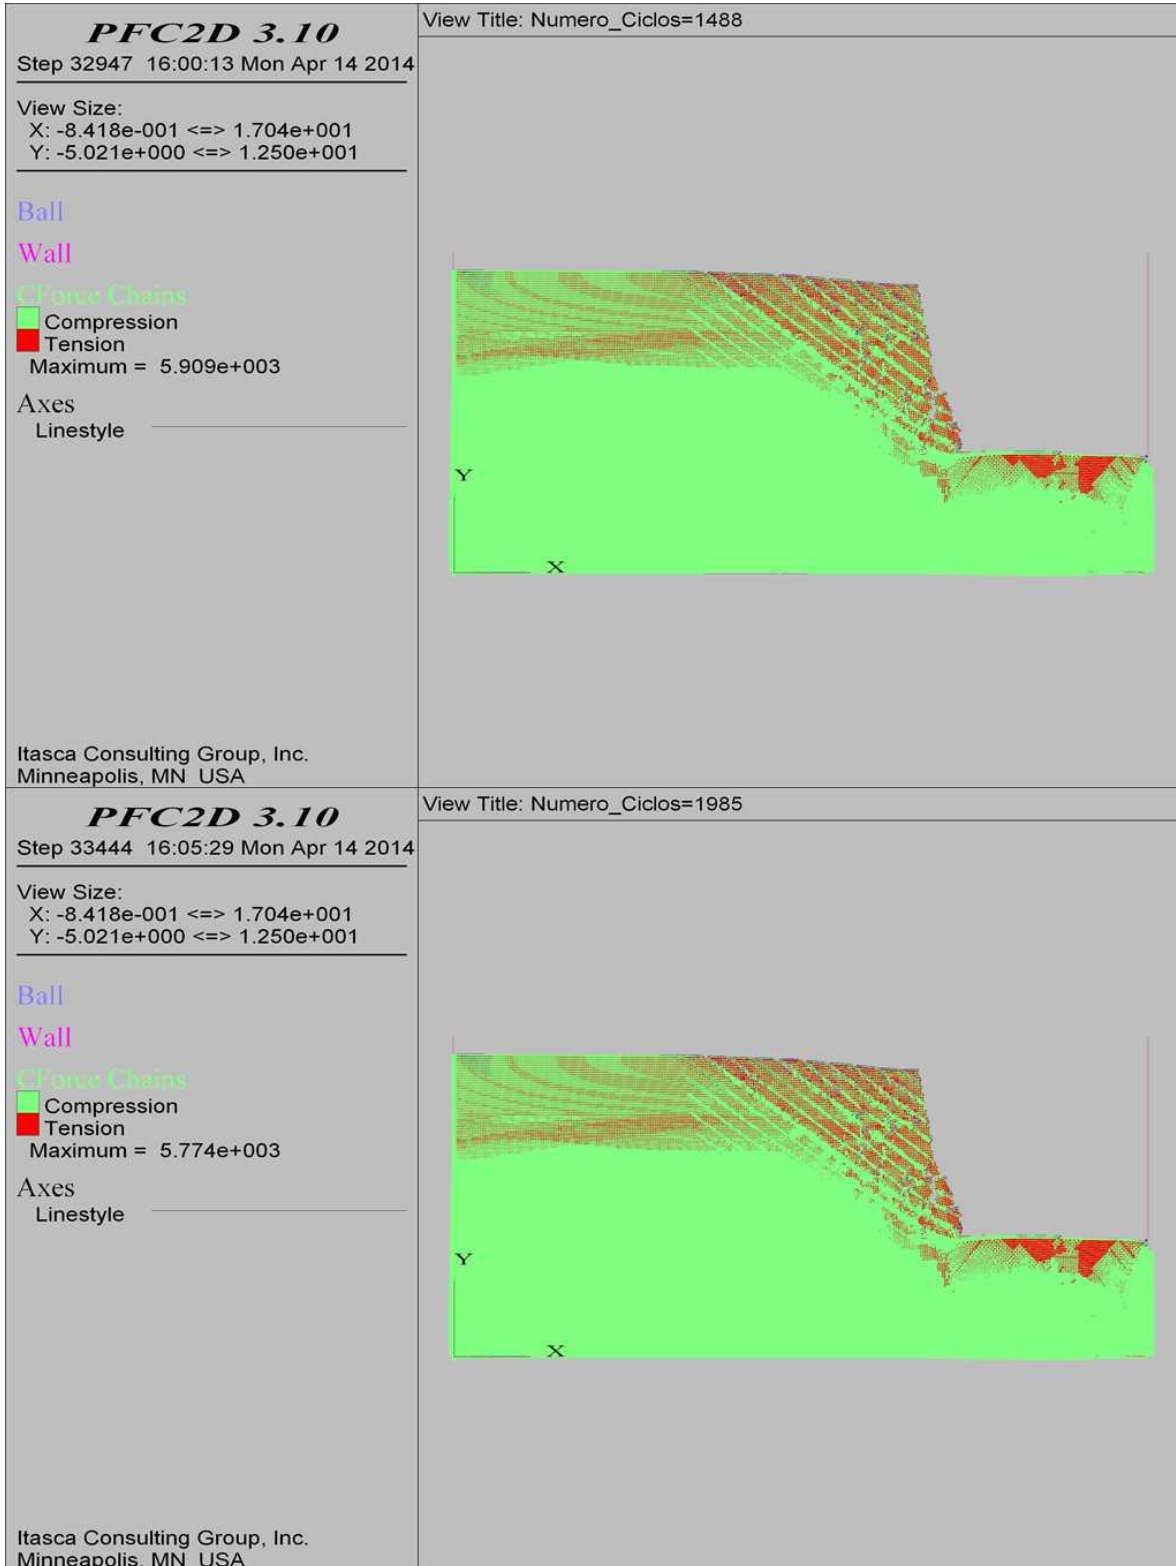 PFC2D 3.10
Step 32947 16:00:13 Mon Apr 14 2014
View Size:
X: -8.418e-001 <=> 1.704e+001
Y: -5.021e+000 <=> 1.250e+001
Ball
Wall
CForce Chains
Compression
Tension
Maximum = 5.909e+003
Axes
Linestyle
Itasca Consulting Group, Inc.
Minneapolis, MN USA
View Title: Numero_Ciclos=1488
Y
X
PFC2D 3.10
Step 33444 16:05:29 Mon Apr 14 2014
View Size:
X: -8.418e-001 <=> 1.704e+001
Y: -5.021e+000 <=> 1.250e+001
Ball
Wall
CForce Chains
Compression
Tension
Maximum = 5.774e+003
Axes
Linestyle
Itasca Consulting Group, Inc.
Minneapolis, MN USA
View Title: Numero_Ciclos=1985
Y
X